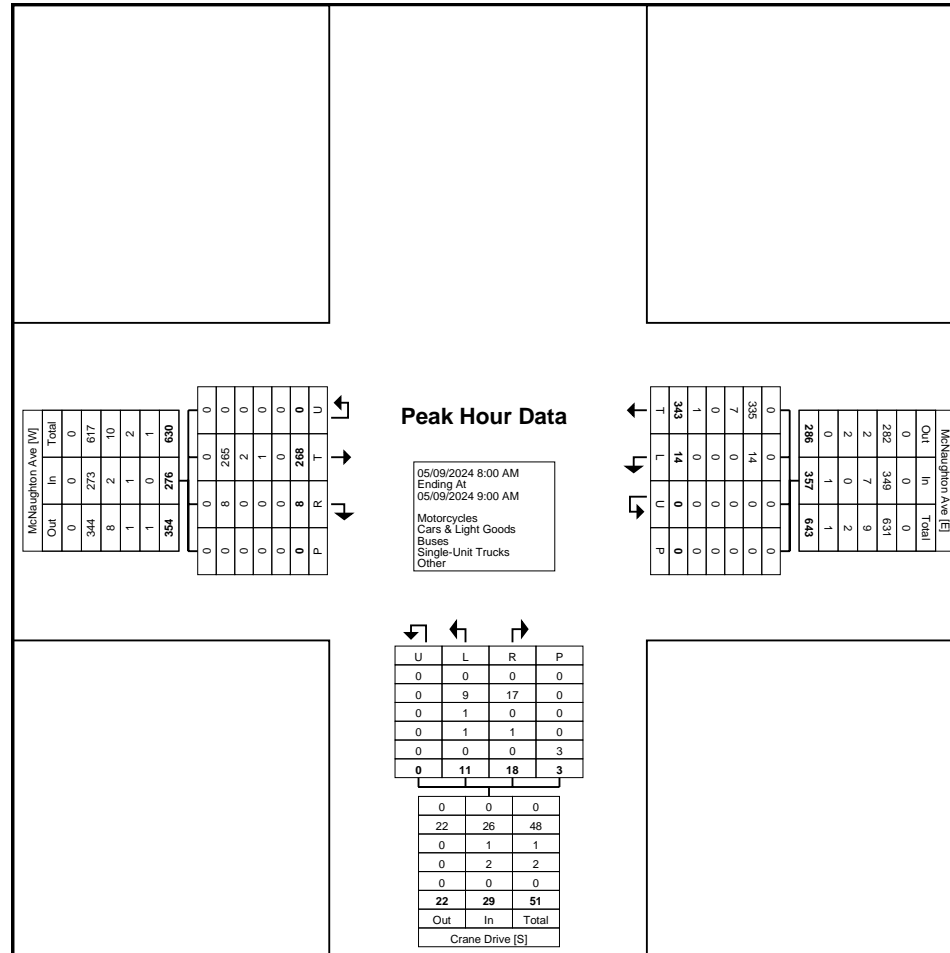 McNaughton Ave [W]
Out In Total
0 0 0
344 273 617
8 2 10
1 1 2
1 0 1
354 276 630
0 0 0 0
0 265 8 0
0 2 0 0
0 1 0 0
0 0 0 0
0 268 8 0
U T R P
Peak Hour Data
05/09/2024 8:00 AM
Ending At
05/09/2024 9:00 AM
Motorcycles
Cars & Light Goods
Buses
Single-Unit Trucks
Other
McNaughton Ave [E]
Out In Total
0 0 0
282 349 631
2 7 9
2 0 2
0 1 1
286 357 643
0 0 0 0
335 14 0 0
7 0 0 0
0 0 0 0
1 0 0 0
343 14 0 0
T L U P
U L R P
0 0 0 0
0 9 17 0
0 1 0 0
0 1 1 0
0 0 0 3
0 11 18 3
0 0 0
22 26 48
0 1 1
0 2 2
0 0 0
22 29 51
Out In Total
Crane Drive [S]